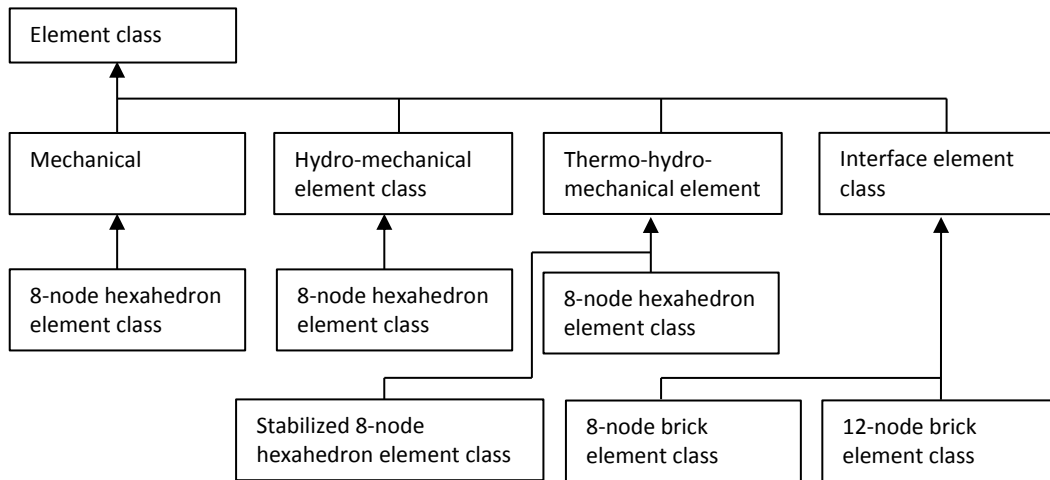 Element class
Mechanical
Hydro-mechanical
element class
Thermo-hydro-
mechanical element
Interface element
class
8-node hexahedron
element class
8-node hexahedron
element class
8-node hexahedron
element class
Stabilized 8-node
hexahedron element class
8-node brick
element class
12-node brick
element class